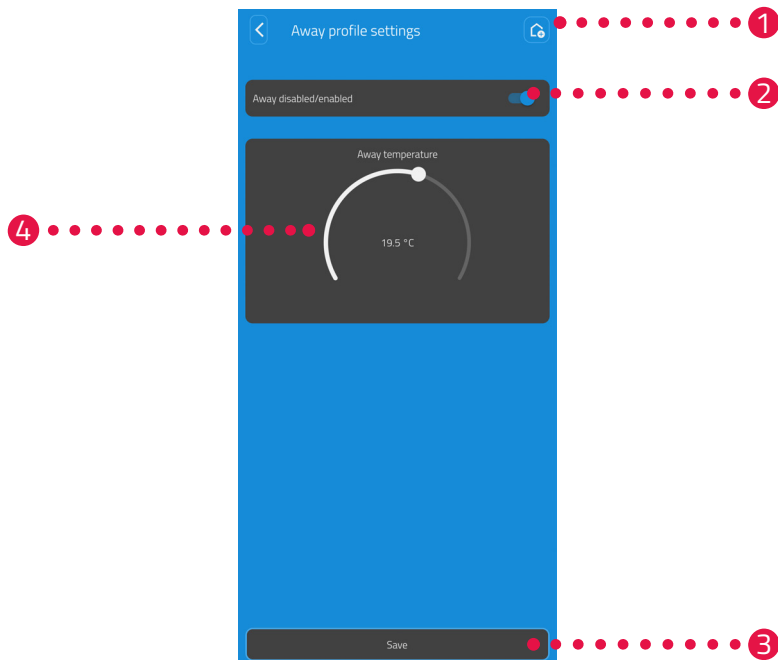 Away profile settings
1
Away disabled/enabled
2
Away temperature
4
19.5 °C
Save
3